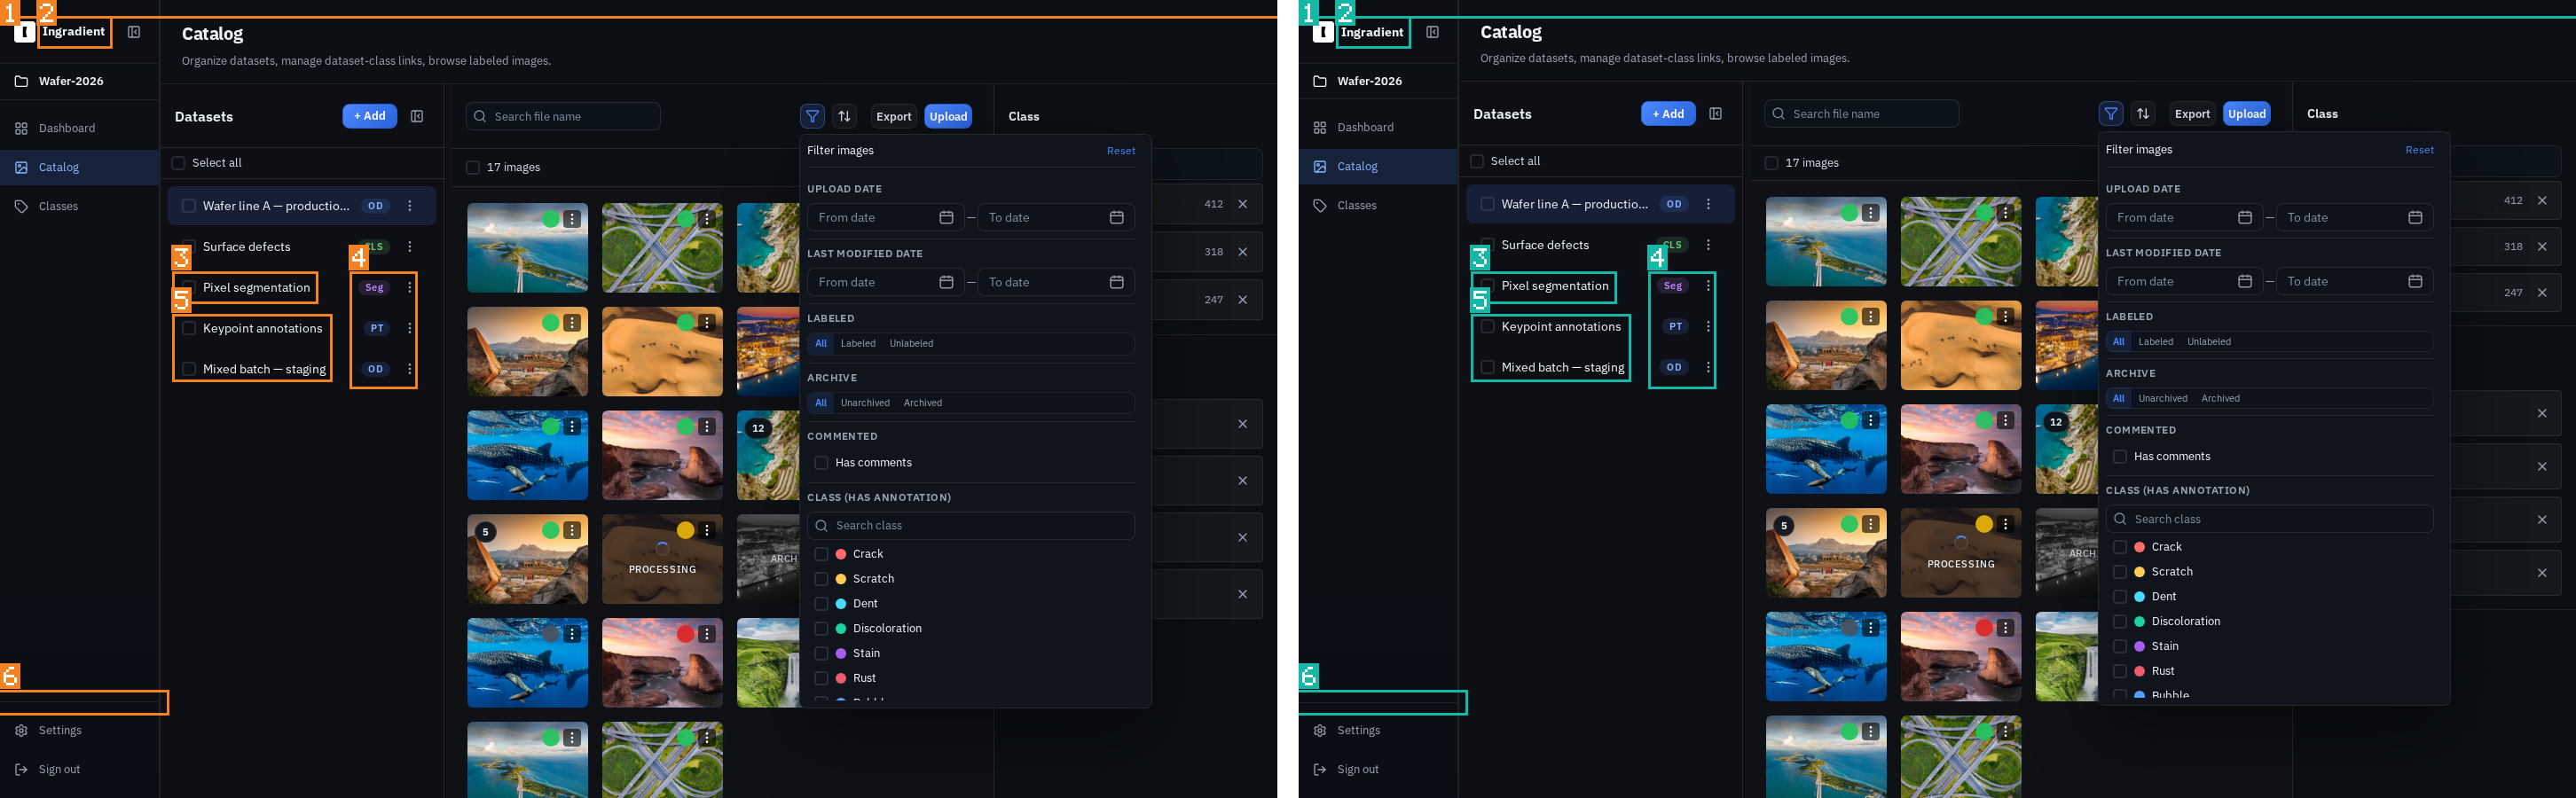 1
2
Ingradient
Wafer-2026
Dashboard
Catalog
Classes
6
Settings
Sign out
Catalog
Organize datasets, manage dataset-class links, browse labeled images.
Datasets
+ Add
Select all
Wafer line A — productio...
OD
Surface defects
CLS
3
4
Pixel segmentation
Seg
5
Keypoint annotations
PT
Mixed batch — staging
OD
Search file name
Export
Upload
17 images
12
5
PROCESSING
ARCH
Filter images
Reset
UPLOAD DATE
From date
—
To date
LAST MODIFIED DATE
From date
—
To date
LABELED
All
Labeled
Unlabeled
ARCHIVE
All
Unarchived
Archived
COMMENTED
Has comments
CLASS (HAS ANNOTATION)
Search class
Crack
Scratch
Dent
Discoloration
Stain
Rust
Class
412
318
247
1
2
Ingradient
Wafer-2026
Dashboard
Catalog
Classes
6
Settings
Sign out
Catalog
Organize datasets, manage dataset-class links, browse labeled images.
Datasets
+ Add
Select all
Wafer line A — productio...
OD
Surface defects
CLS
3
4
Pixel segmentation
Seg
5
Keypoint annotations
PT
Mixed batch — staging
OD
Search file name
Export
Upload
17 images
12
5
PROCESSING
ARCH
Filter images
Reset
UPLOAD DATE
From date
—
To date
LAST MODIFIED DATE
From date
—
To date
LABELED
All
Labeled
Unlabeled
ARCHIVE
All
Unarchived
Archived
COMMENTED
Has comments
CLASS (HAS ANNOTATION)
Search class
Crack
Scratch
Dent
Discoloration
Stain
Rust
Bubble
Class
412
318
247